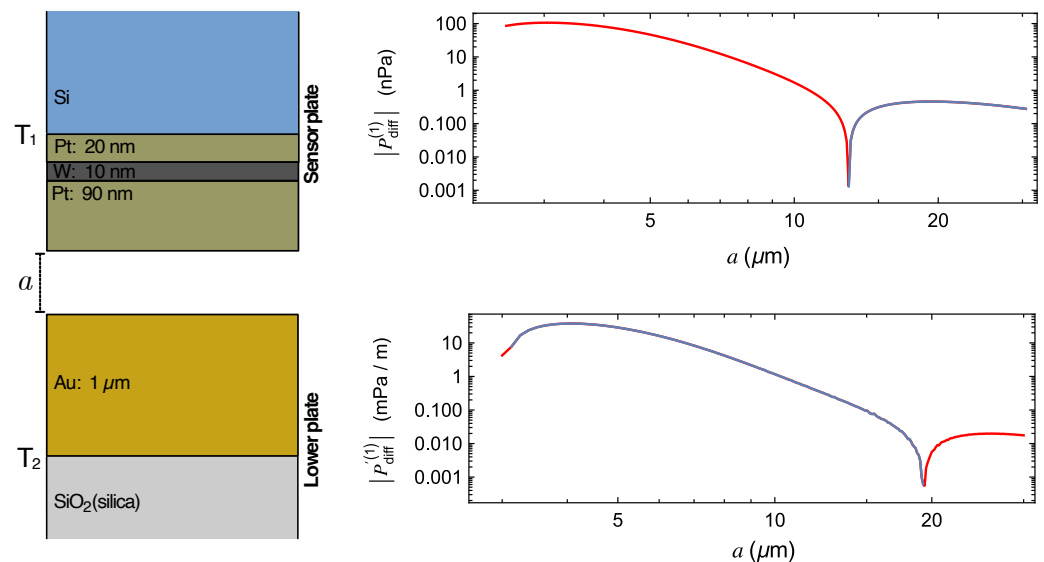 Si
T₁
Pt: 20 nm
W: 10 nm
Pt: 90 nm
Sensor plate
a
Au: 1 μm
T₂
SiO₂(silica)
Lower plate
100
10
1
0.100
0.010
0.001
|P_diff^(1)| (nPa)
5 10 20
a (μm)
10
1
0.100
0.010
0.001
|P'_diff^(1)| (mPa / m)
5 10 20
a (μm)